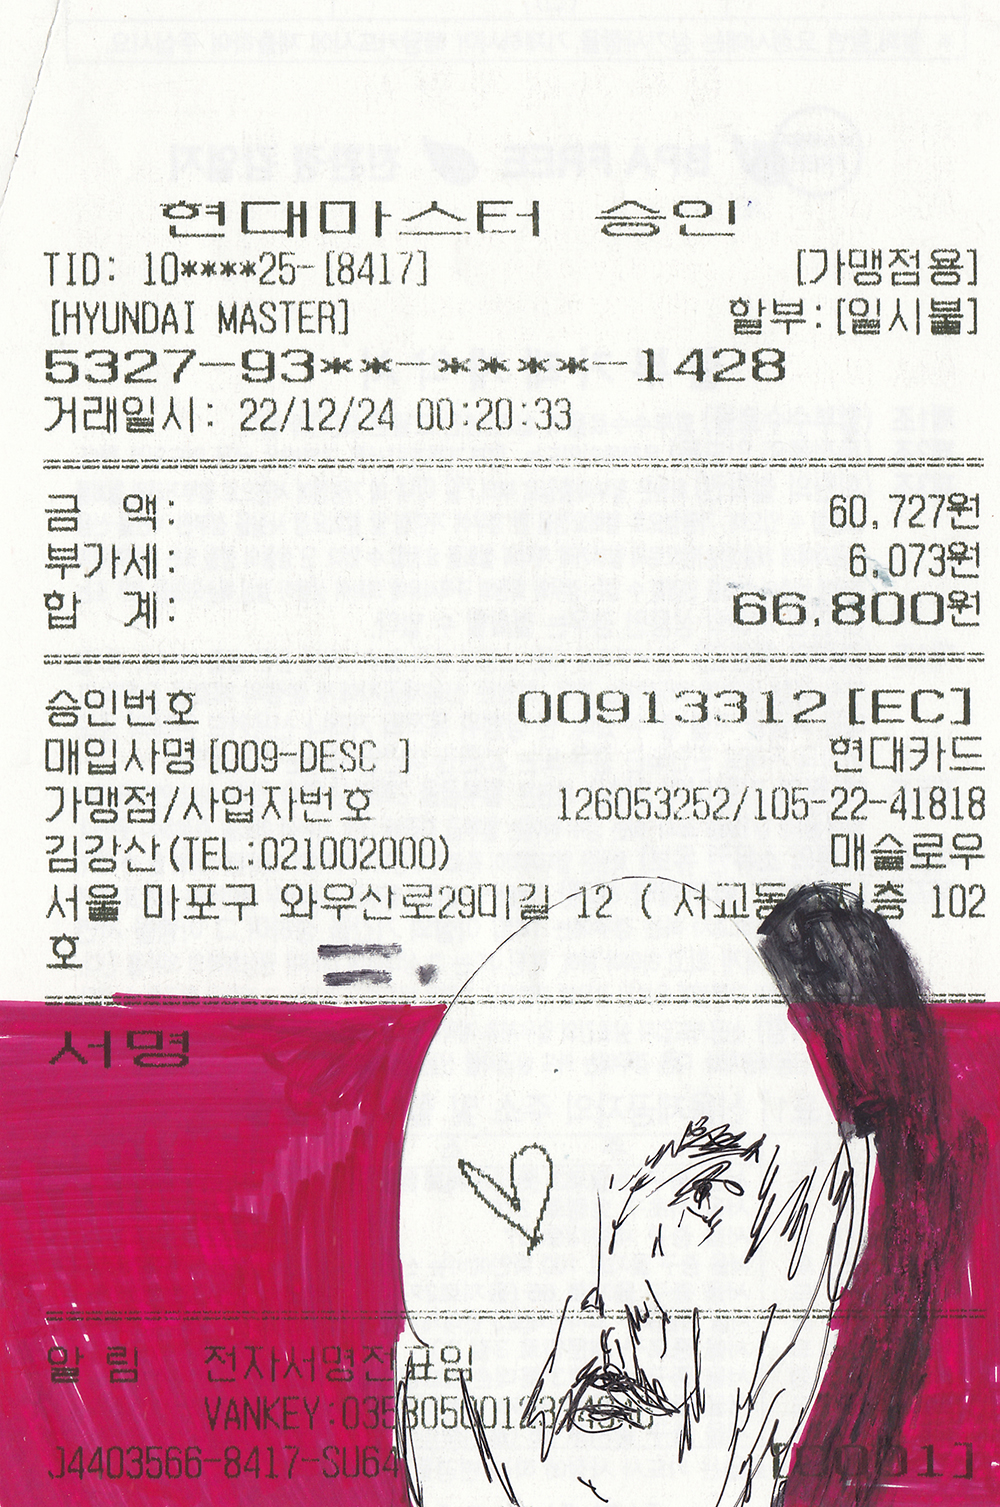 현대마스터 승인
TID: 10****25-[8417] [가맹점용]
[HYUNDAI MASTER] 할부:[일시불]
5327-93**-****-1428
거래일시: 22/12/24 00:20:33
금 액: 60,727원
부가세: 6,073원
합 계: 66,800원
승인번호 00913312[EC]
매입사명[009-DESC ] 현대카드
가맹점/사업자번호 126053252/105-22-41818
김강산(TEL:021002000) 매슬로우
서울 마포구 와우산로29마길 12 ( 서교동 102
호
서명
알 림 전자서명전표임
VANKEY:
J4403566-8417-SU64